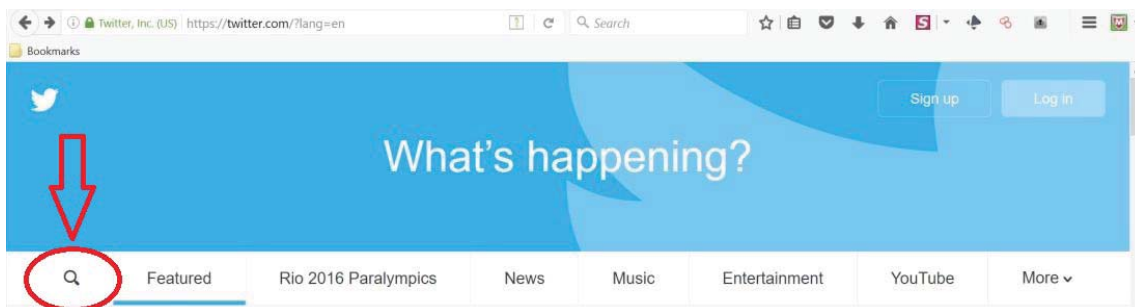 Twitter, Inc. (US) https://twitter.com/?lang=en Search
Bookmarks
Sign up Log in
What's happening?
Featured Rio 2016 Paralympics News Music Entertainment YouTube More